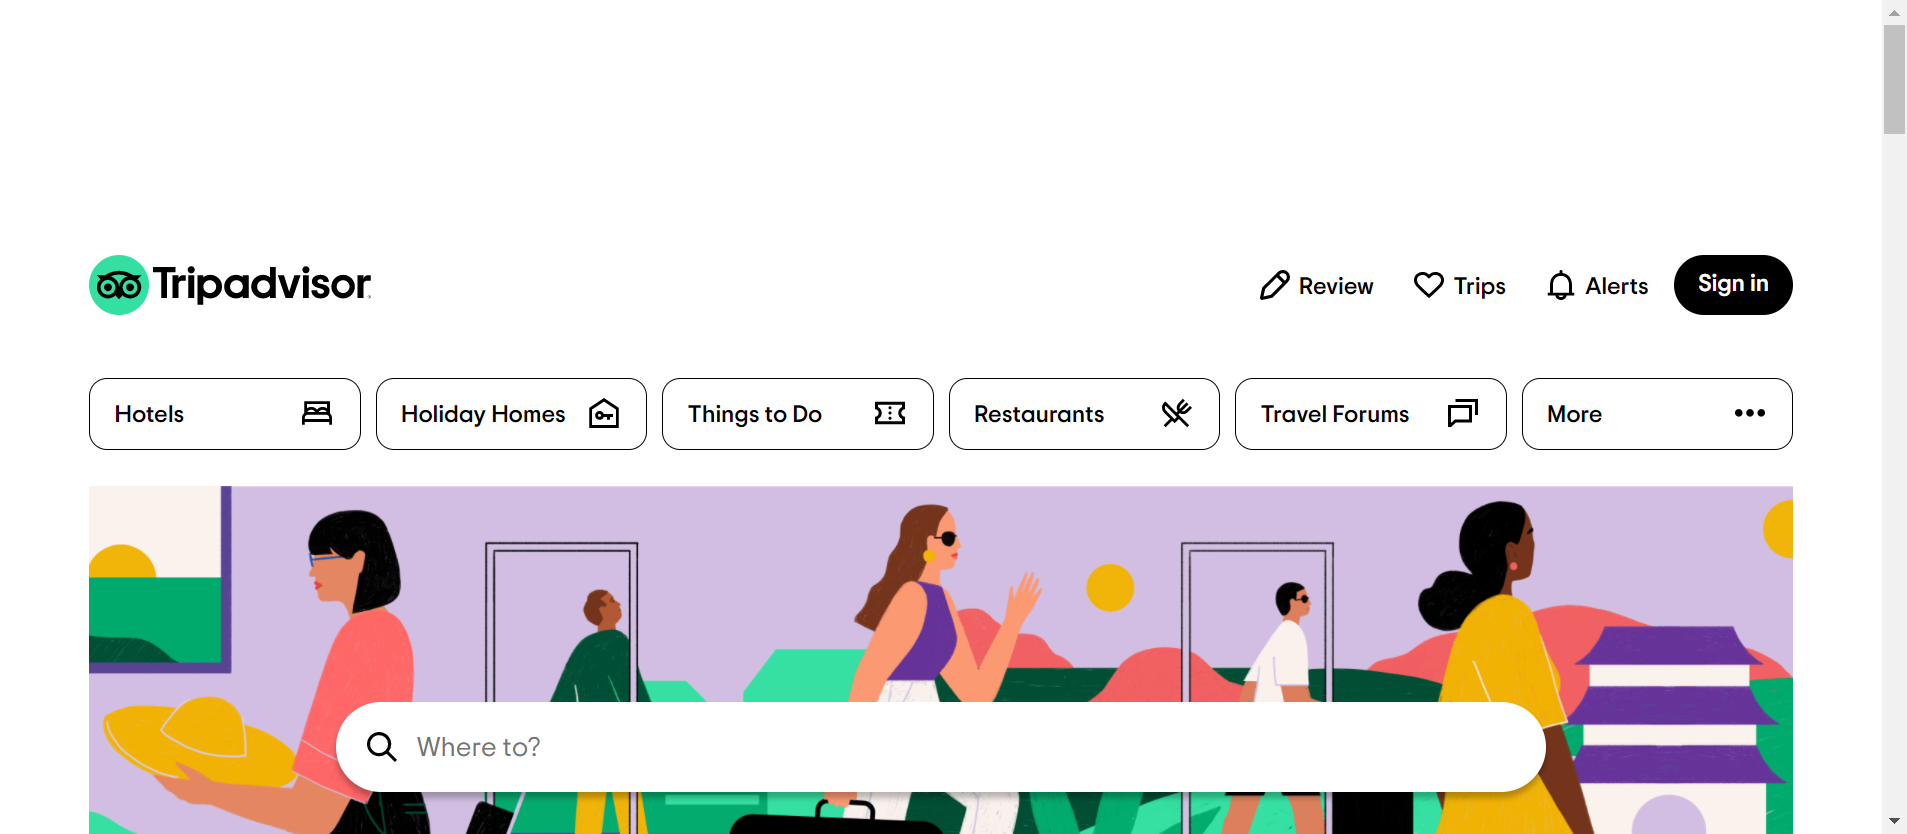 Tripadvisor
Review
Trips
Alerts
Sign in
Hotels
Holiday Homes
Things to Do
Restaurants
Travel Forums
More
Where to?